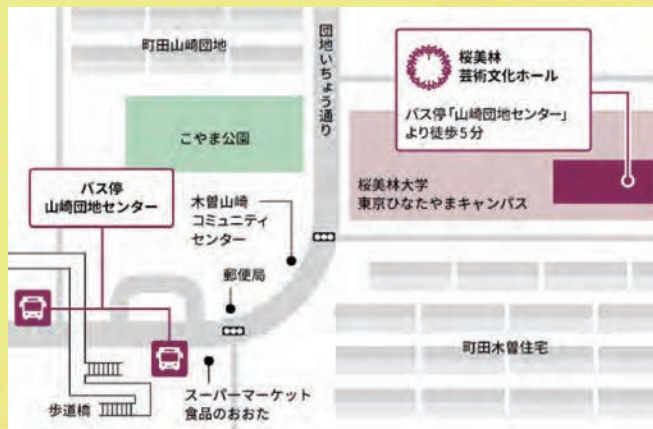 町田山崎団地
団地いちょう通り
桜美林
芸術文化ホール
バス停「山崎団地センター」
より徒歩5分
こやま公園
バス停
山崎団地センター
木曽山崎
コミュニティ
センター
桜美林大学
東京ひなたやまキャンパス
郵便局
町田木曽住宅
スーパーマーケット
食品のおおた
歩道橋